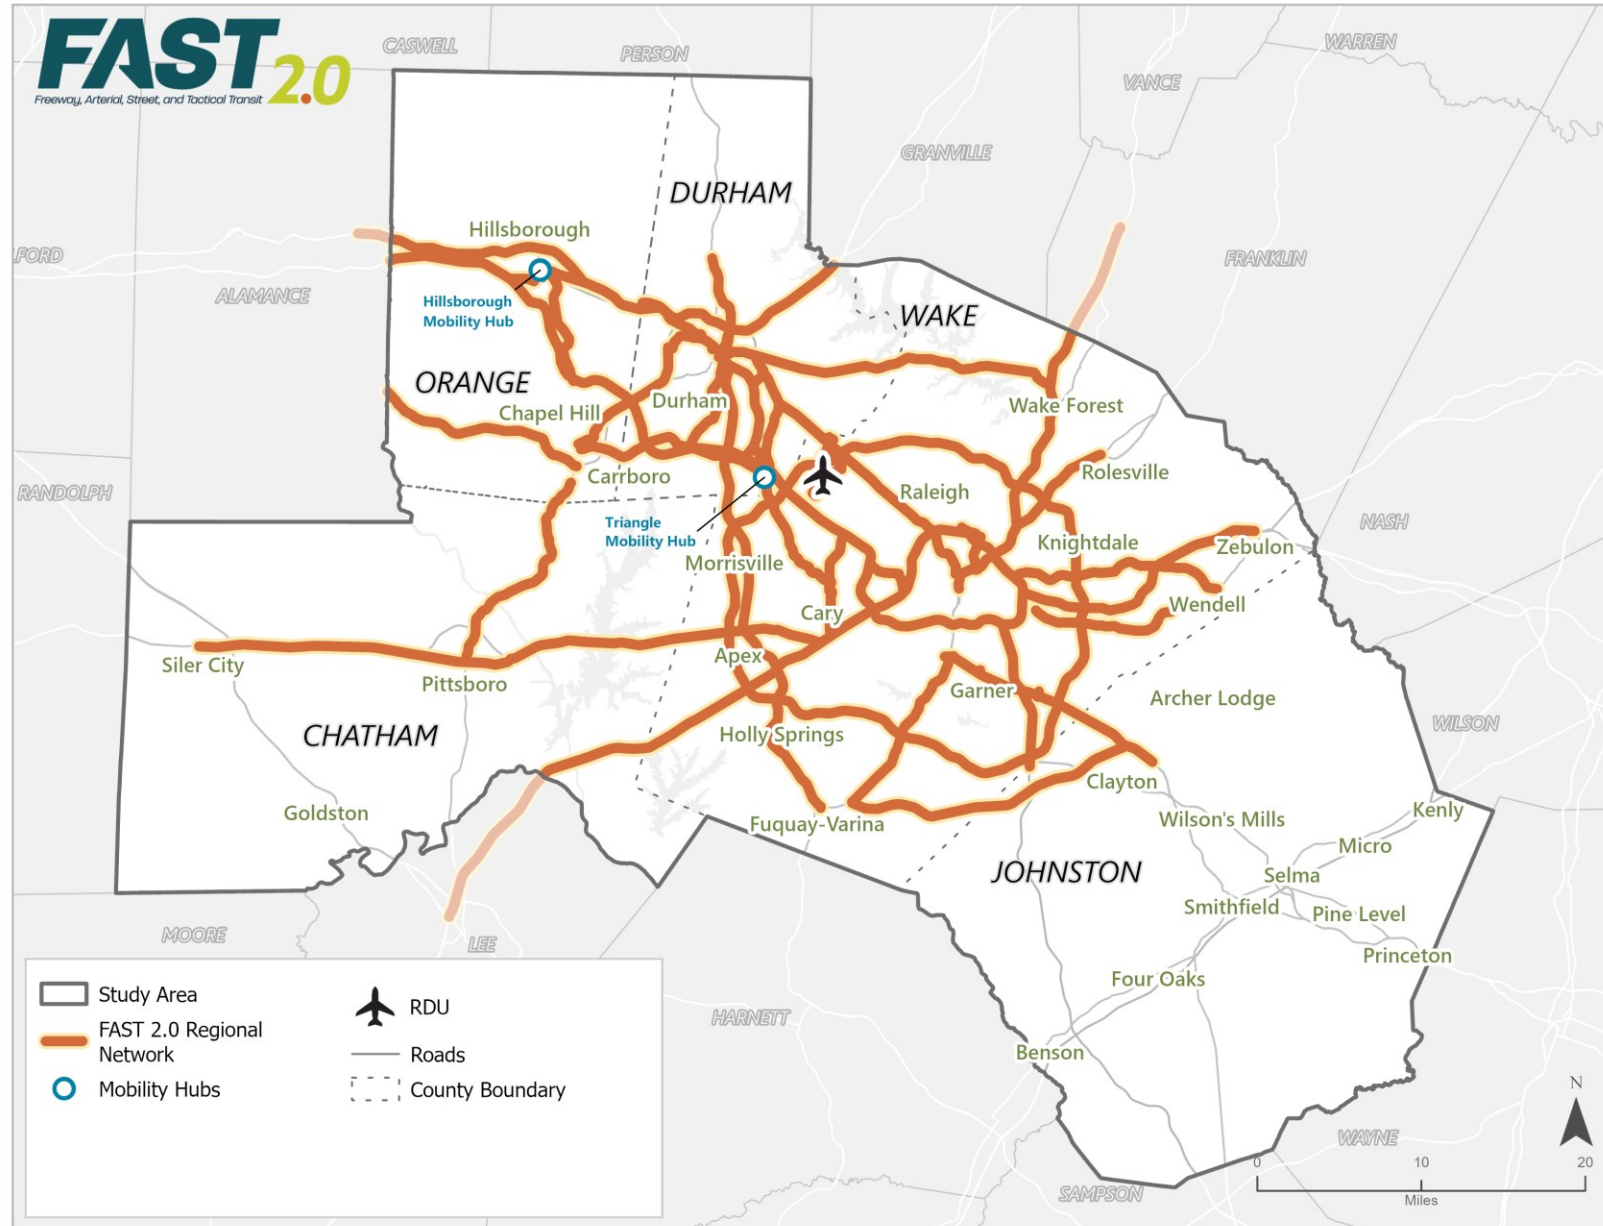 FAST 2.0
Freeway, Arterial, Street, and Tactical Transit
CASWELL
PERSON
WARREN
VANCE
GRANVILLE
DURHAM
Hillsborough
LFORD
FRANKLIN
ALAMANCE
Hillsborough
Mobility Hub
WAKE
ORANGE
Chapel Hill
Durham
Wake Forest
Carrboro
Raleigh
Rolesville
RANDOLPH
NASH
Triangle
Mobility Hub
Morrisville
Knightdale
Zebulon
Cary
Wendell
Siler City
Pittsboro
Apex
Garner
Archer Lodge
CHATHAM
Holly Springs
WILSON
Clayton
Goldston
Fuquay-Varina
Wilson's Mills
Kenly
Micro
JOHNSTON
Selma
Smithfield
Pine Level
MOORE
LEE
Princeton
Four Oaks
HARNETT
Benson
WAYNE
SAMPSON
Study Area
FAST 2.0 Regional
Network
Mobility Hubs
RDU
Roads
County Boundary
N
0 10 20
Miles